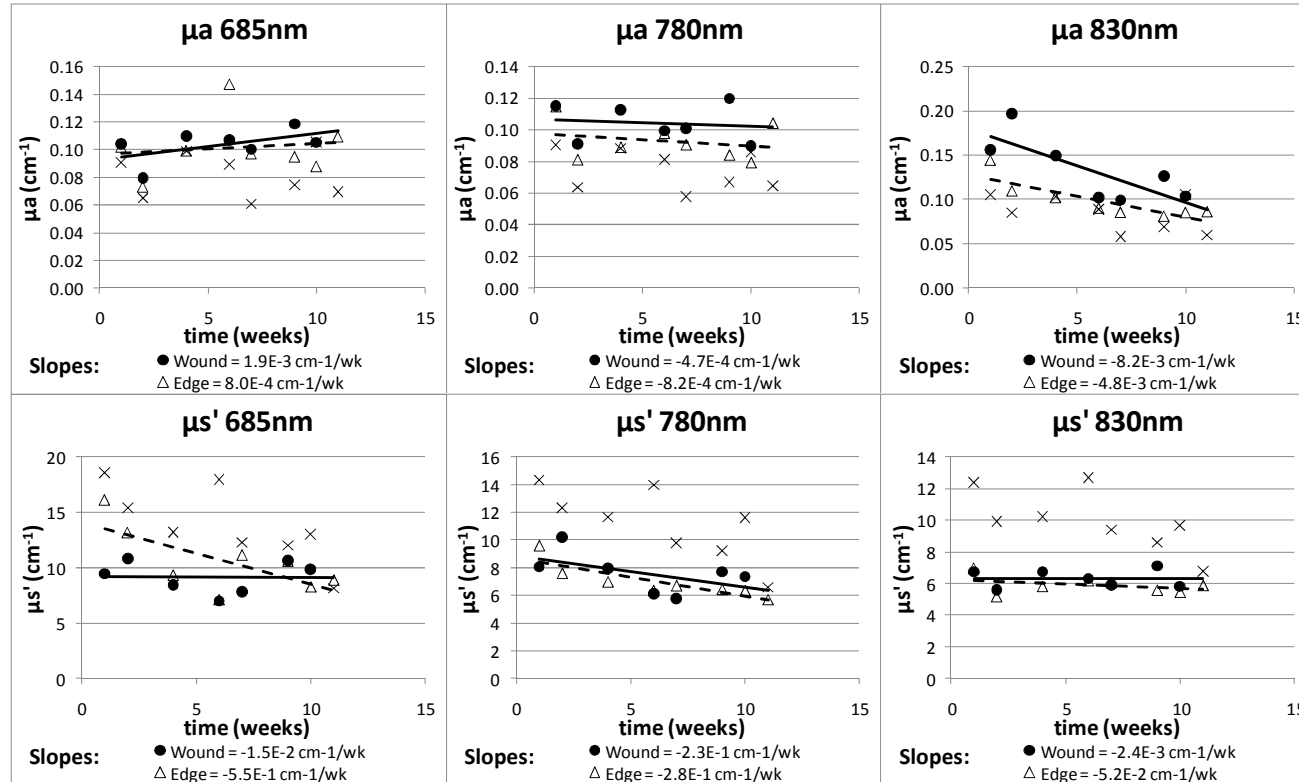 μa 685nm
μa (cm⁻¹)
0.16
0.14
0.12
0.10
0.08
0.06
0.04
0.02
0.00
0 5 10 15
time (weeks)
Slopes:
● Wound = 1.9E-3 cm-1/wk
△ Edge = 8.0E-4 cm-1/wk
μa 780nm
μa (cm⁻¹)
0.14
0.12
0.10
0.08
0.06
0.04
0.02
0.00
0 5 10 15
time (weeks)
Slopes:
● Wound = -4.7E-4 cm-1/wk
△ Edge = -8.2E-4 cm-1/wk
μa 830nm
μa (cm⁻¹)
0.25
0.20
0.15
0.10
0.05
0.00
0 5 10 15
time (weeks)
Slopes:
● Wound = -8.2E-3 cm-1/wk
△ Edge = -4.8E-3 cm-1/wk
μs' 685nm
μs' (cm⁻¹)
20
15
10
5
0
0 5 10 15
time (weeks)
Slopes:
● Wound = -1.5E-2 cm-1/wk
△ Edge = -5.5E-1 cm-1/wk
μs' 780nm
μs' (cm⁻¹)
16
14
12
10
8
6
4
2
0
0 5 10 15
time (weeks)
Slopes:
● Wound = -2.3E-1 cm-1/wk
△ Edge = -2.8E-1 cm-1/wk
μs' 830nm
μs' (cm⁻¹)
14
12
10
8
6
4
2
0
0 5 10 15
time (weeks)
Slopes:
● Wound = -2.4E-3 cm-1/wk
△ Edge = -5.2E-2 cm-1/wk